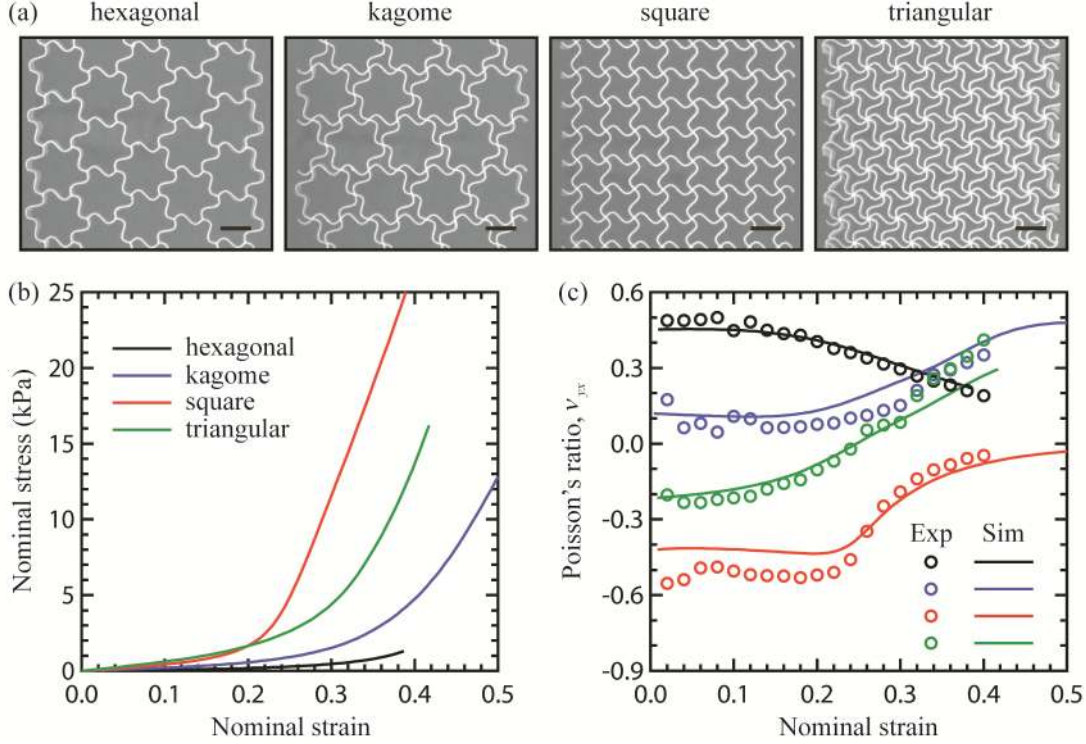 (a) hexagonal kagome square triangular
(b)
25
20
15
10
5
0
Nominal stress (kPa)
hexagonal
kagome
square
triangular
0.0 0.1 0.2 0.3 0.4 0.5
Nominal strain
(c)
0.6
0.3
0.0
-0.3
-0.6
-0.9
Poisson's ratio, νyx
Exp Sim
0.0 0.1 0.2 0.3 0.4 0.5
Nominal strain